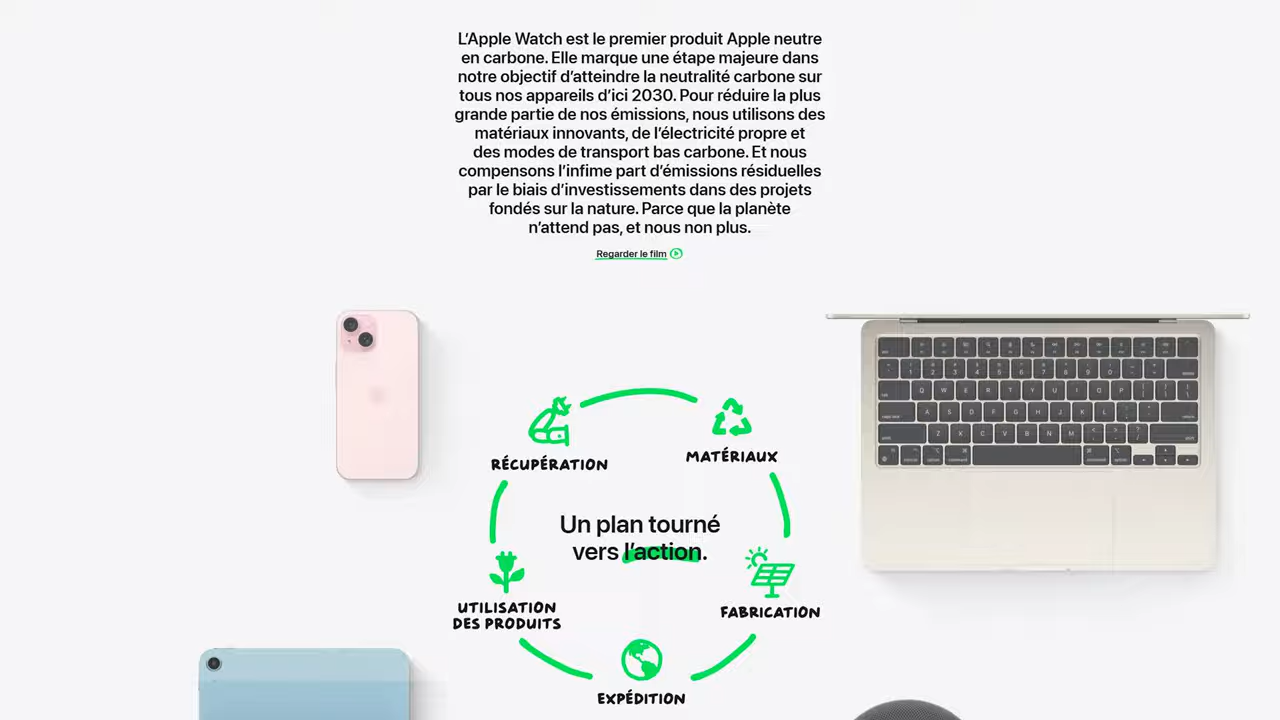 L'Apple Watch est le premier produit Apple neutre
en carbone. Elle marque une étape majeure dans
notre objectif d'atteindre la neutralité carbone sur
tous nos appareils d'ici 2030. Pour réduire la plus
grande partie de nos émissions, nous utilisons des
matériaux innovants, de l'électricité propre et
des modes de transport bas carbone. Et nous
compensons l'infime part d'émissions résiduelles
par le biais d'investissements dans des projets
fondés sur la nature. Parce que la planète
n'attend pas, et nous non plus.
Regarder le film
MATÉRIAUX
RÉCUPÉRATION
Un plan tourné
vers l'action.
UTILISATION
DES PRODUITS
FABRICATION
EXPÉDITION